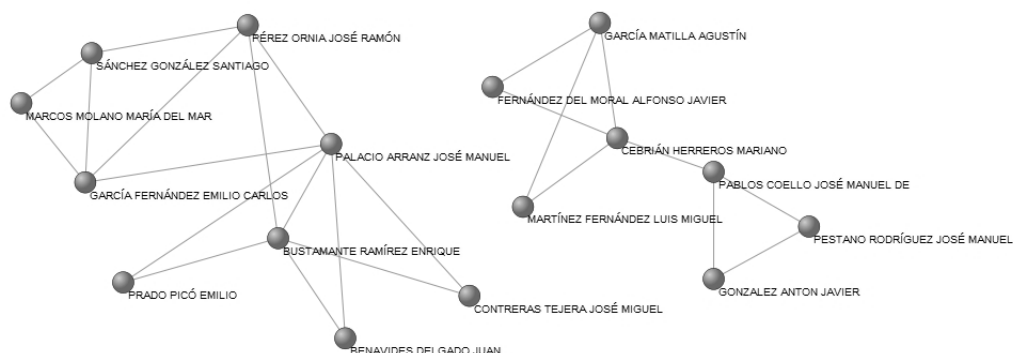 PÉREZ ORNIA JOSÉ RAMÓN
SÁNCHEZ GONZÁLEZ SANTIAGO
MARCOS MOLANO MARÍA DEL MAR
PALACIO ARRANZ JOSÉ MANUEL
GARCÍA FERNÁNDEZ EMILIO CARLOS
BUSTAMANTE RAMÍREZ ENRIQUE
PRADO PICÓ EMILIO
CONTRERAS TEJERA JOSÉ MIGUEL
BENAVIDES DELGADO JUAN
GARCÍA MATILLA AGUSTÍN
FERNÁNDEZ DEL MORAL ALFONSO JAVIER
CEBRIÁN HERREROS MARIANO
PABLOS COELLO JOSÉ MANUEL DE
MARTÍNEZ FERNÁNDEZ LUIS MIGUEL
PESTANO RODRÍGUEZ JOSÉ MANUEL
GONZALEZ ANTON JAVIER